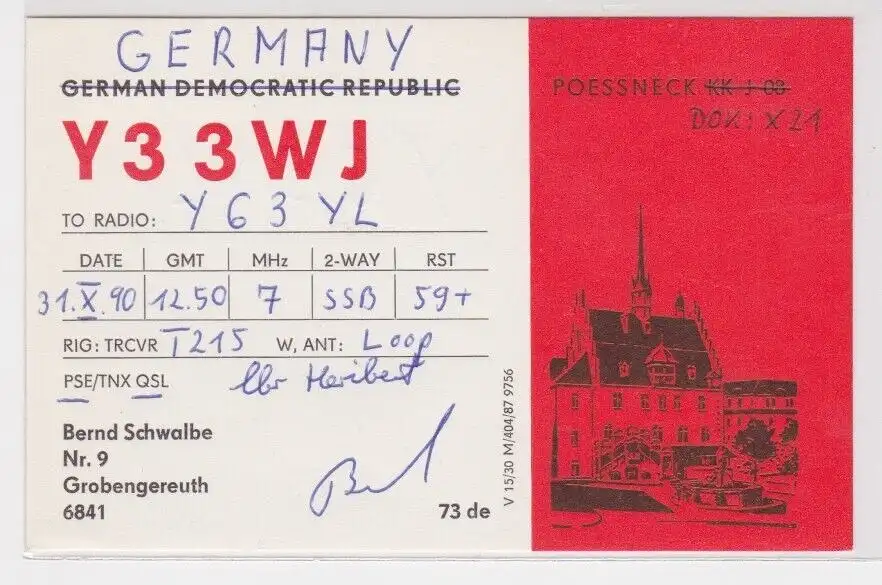 GERMANY
GERMAN DEMOCRATIC REPUBLIC
Y33WJ
TO RADIO: Y63YL
DATE GMT MHz 2-WAY RST
31.X.90 12.50 7 SSB 59+
RIG: TRCVR T215 W, ANT: Loop
PSE/TNX QSL lbr Heribert
Bernd Schwalbe
Nr. 9
Grobengereuth
6841
73 de
V 15/30 M/404/87 9756
POESSNECK KK J 08
DOK: X21